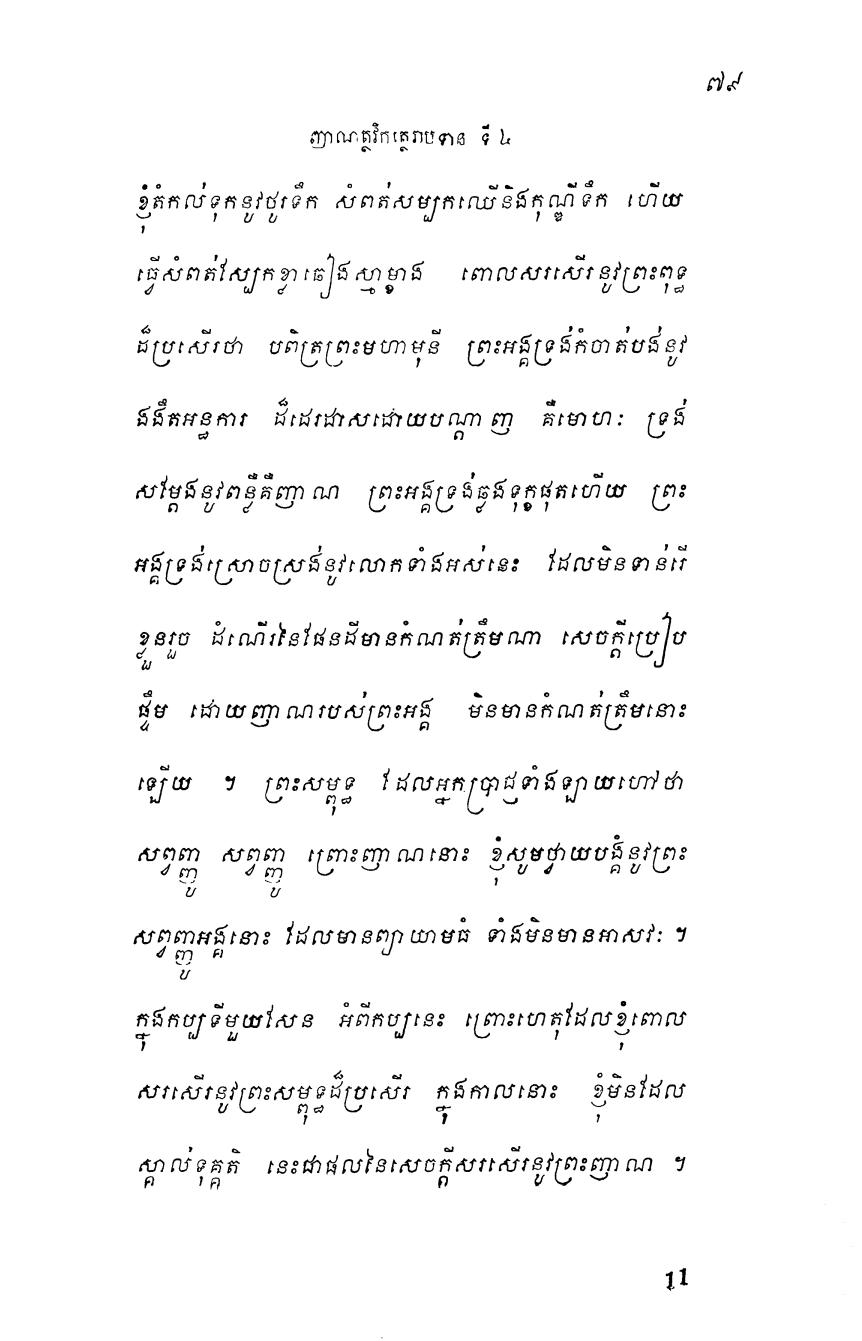 ៧៩
ញាណត្ថវិកត្ថេរាបទាន ទី ៤
ខ្ញុំតំកល់ទុកនូវថូរទឹក សំពត់សម្បកឈើនិងកុណ្ឌីទឹក ហើយ
ធ្វើសំពត់ស្បែកខ្លាឆៀងស្មាម្ខាង ពោលសរសើរនូវព្រះពុទ្ធ
ដ៏ប្រសើរថា បពិត្រព្រះមហាមុនី ព្រះអង្គទ្រង់កំចាត់បង់នូវ
ងងឹតអន្ធការ ដ៏ដេរដាសដោយបណ្តាញ គឺមោហៈ ទ្រង់
សម្តែងនូវពន្លឺគឺញាណ ព្រះអង្គទ្រង់ឆ្លងទុក្ខផុតហើយ ព្រះ
អង្គទ្រង់ស្រោចស្រង់នូវលោកទាំងអស់នេះ ដែលមិនទាន់រើ
ខ្លួនរួច ដំណើរនៃផែនដីមានកំណត់ត្រឹមណា សេចក្តីប្រៀប
ផ្ទឹម ដោយញាណរបស់ព្រះអង្គ មិនមានកំណត់ត្រឹមនោះ
ឡើយ ។ ព្រះសម្ពុទ្ធ ដែលអ្នកប្រាជ្ញទាំងឡាយហៅថា
សព្វញ្ញូ សព្វញ្ញូ ព្រោះញាណនោះ ខ្ញុំសូមថ្វាយបង្គំនូវព្រះ
សព្វញ្ញូអង្គនោះ ដែលមានព្យាយាមធំ ទាំងមិនមានអាសវៈ ។
ក្នុងកប្បទីមួយសែន អំពីកប្បនេះ ព្រោះហេតុដែលខ្ញុំពោល
សរសើរនូវព្រះសម្ពុទ្ធដ៏ប្រសើរ ក្នុងកាលនោះ ខ្ញុំមិនដែល
ស្គាល់ទុគ្គតិ នេះជាផលនៃសេចក្តីសរសើរនូវព្រះញាណ ។
11